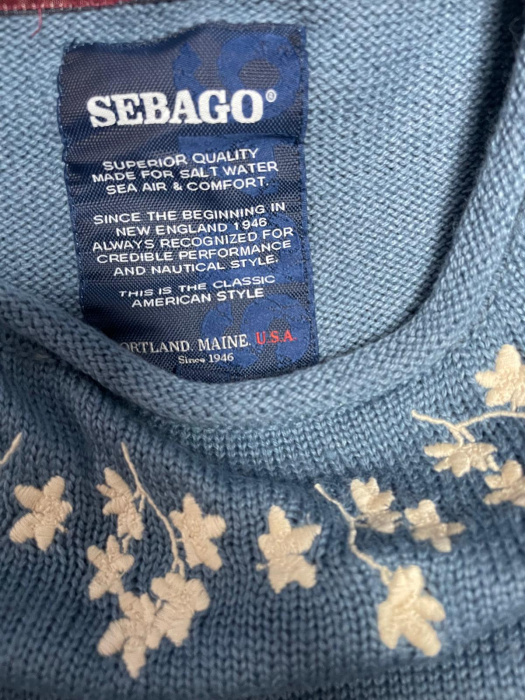 SEBAGO®
SUPERIOR QUALITY
MADE FOR SALT WATER
SEA AIR & COMFORT.
SINCE THE BEGINNING IN
NEW ENGLAND 1946
ALWAYS RECOGNIZED FOR
CREDIBLE PERFORMANCE
AND NAUTICAL STYLE.
THIS IS THE CLASSIC
AMERICAN STYLE
MAINE. U.S.A
Since 1946